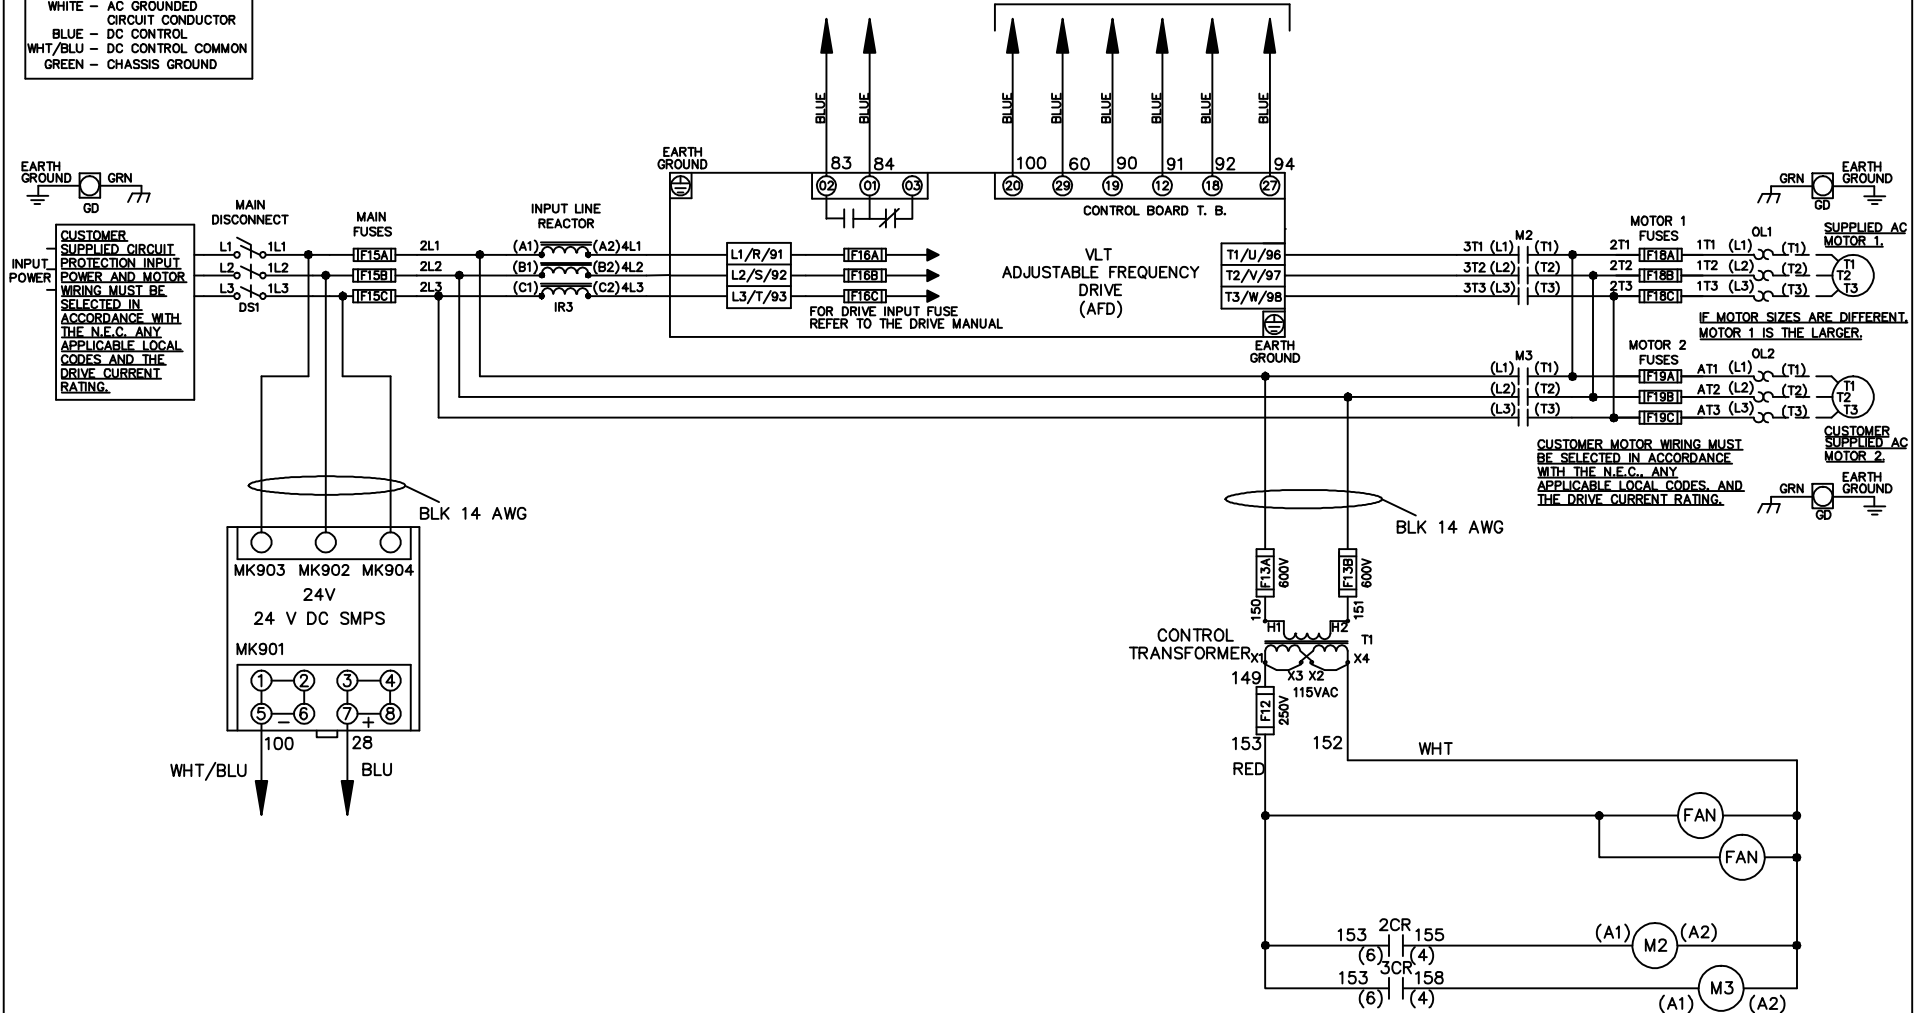 WHITE – AC GROUNDED
CIRCUIT CONDUCTOR
BLUE – DC CONTROL
WHT/BLU – DC CONTROL COMMON
GREEN – CHASSIS GROUND
BLUE
BLUE
BLUE
BLUE
BLUE
BLUE
BLUE
BLUE
EARTH
GROUND
GRN
GD
INPUT
POWER
CUSTOMER
SUPPLIED CIRCUIT
PROTECTION INPUT
POWER AND MOTOR
WIRING MUST BE
SELECTED IN
ACCORDANCE WITH
THE N.E.C. ANY
APPLICABLE LOCAL
CODES AND THE
DRIVE CURRENT
RATING.
MAIN
DISCONNECT
L1 1L1
L2 1L2
L3 1L3
DS1
MAIN
FUSES
F15A
F15B
F15C
2L1
2L2
2L3
INPUT LINE
REACTOR
(A1) (A2) 4L1
(B1) (B2) 4L2
(C1) (C2) 4L3
IR3
EARTH
GROUND
83 84
02 01 03
100 60 90 91 92 94
20 29 19 12 18 27
CONTROL BOARD T. B.
L1/R/91
L2/S/92
L3/T/93
F16A
F16B
F16C
FOR DRIVE INPUT FUSE
REFER TO THE DRIVE MANUAL
VLT
ADJUSTABLE FREQUENCY
DRIVE
(AFD)
T1/U/96
T2/V/97
T3/W/98
EARTH
GROUND
M2
3T1 (L1) (T1)
3T2 (L2) (T2)
3T3 (L3) (T3)
MOTOR 1
FUSES
2T1 F18A 1T1 (L1) (T1)
2T2 F18B 1T2 (L2) (T2)
2T3 F18C 1T3 (L3) (T3)
OL1
GRN
GD
EARTH
GROUND
SUPPLIED AC
MOTOR 1.
T1
T2
T3
IF MOTOR SIZES ARE DIFFERENT,
MOTOR 1 IS THE LARGER.
M3
(L1) (T1)
(L2) (T2)
(L3) (T3)
MOTOR 2
FUSES
F19A AT1 (L1) (T1)
F19B AT2 (L2) (T2)
F19C AT3 (L3) (T3)
OL2
T1
T2
T3
CUSTOMER
SUPPLIED AC
MOTOR 2.
CUSTOMER MOTOR WIRING MUST
BE SELECTED IN ACCORDANCE
WITH THE N.E.C., ANY
APPLICABLE LOCAL CODES, AND
THE DRIVE CURRENT RATING.
GRN
GD
EARTH
GROUND
BLK 14 AWG
MK903 MK902 MK904
24V
24 V DC SMPS
MK901
1 2 3 4
5 – 6 7 + 8
100 28
WHT/BLU BLU
BLK 14 AWG
F13A 600V
F13B 600V
150 151
H1 H2
T1
CONTROL
TRANSFORMER
X1 X4
X3 X2
115VAC
149
F12 250V
153 152
RED
WHT
FAN
FAN
2CR
153 155
(6) (4)
(A1) M2 (A2)
3CR
153 158
(6) (4)
(A1) M3 (A2)